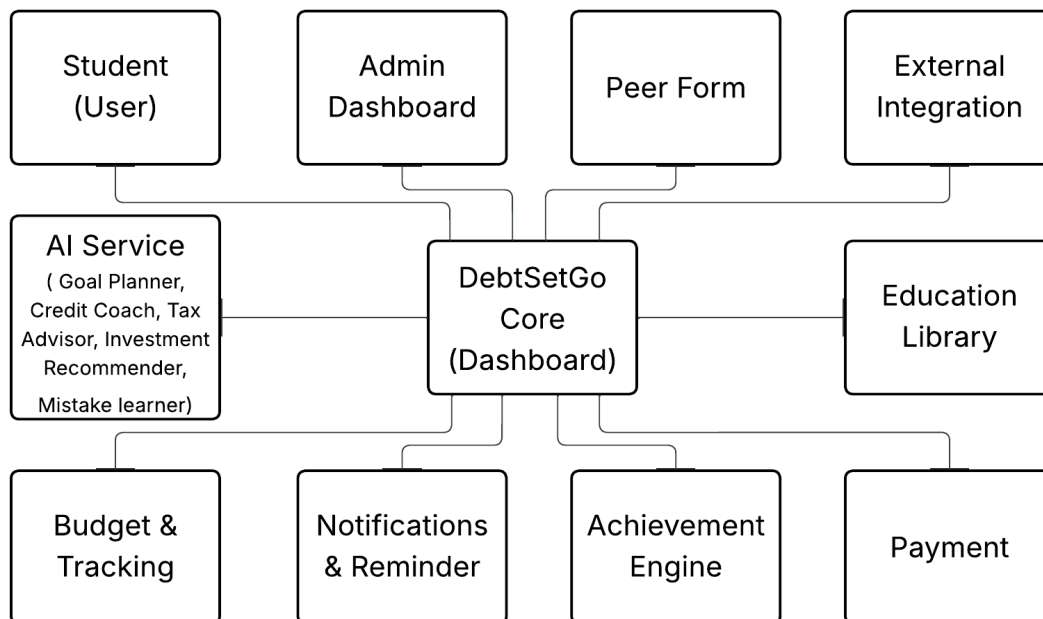 Student
(User)
Admin
Dashboard
Peer Form
External
Integration
AI Service
( Goal Planner,
Credit Coach, Tax
Advisor, Investment
Recommender,
Mistake learner)
DebtSetGo
Core
(Dashboard)
Education
Library
Budget &
Tracking
Notifications
& Reminder
Achievement
Engine
Payment